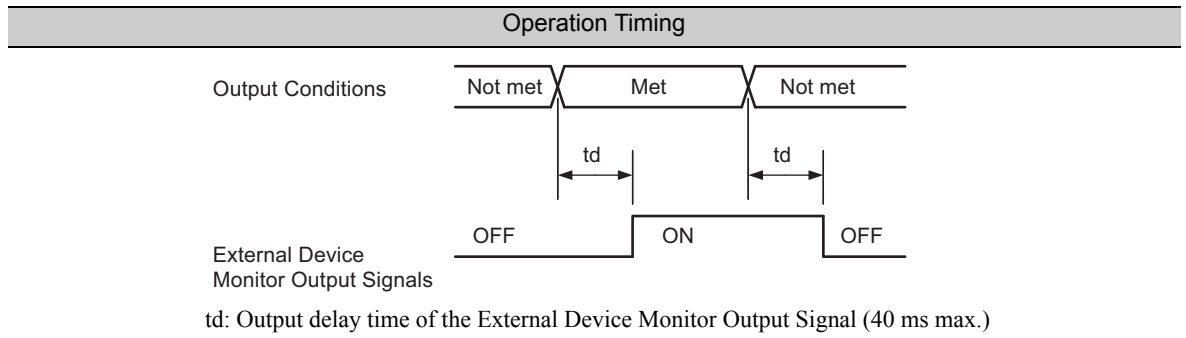 Operation Timing
Output Conditions
Not met
Met
Not met
td
td
External Device
Monitor Output Signals
OFF
ON
OFF
td: Output delay time of the External Device Monitor Output Signal (40 ms max.)